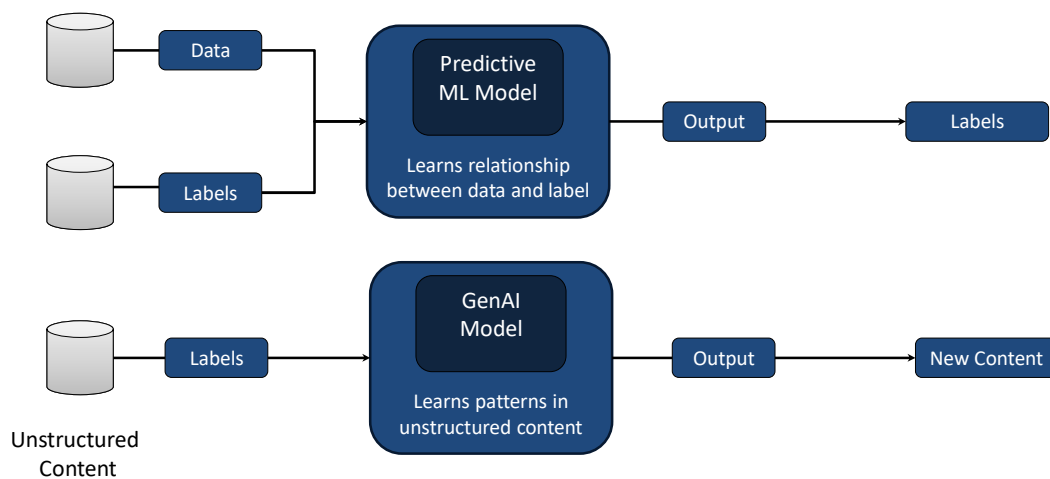 Data
Labels
Predictive
ML Model
Learns relationship
between data and label
Output
Labels
Unstructured
Content
Labels
GenAI
Model
Learns patterns in
unstructured content
Output
New Content